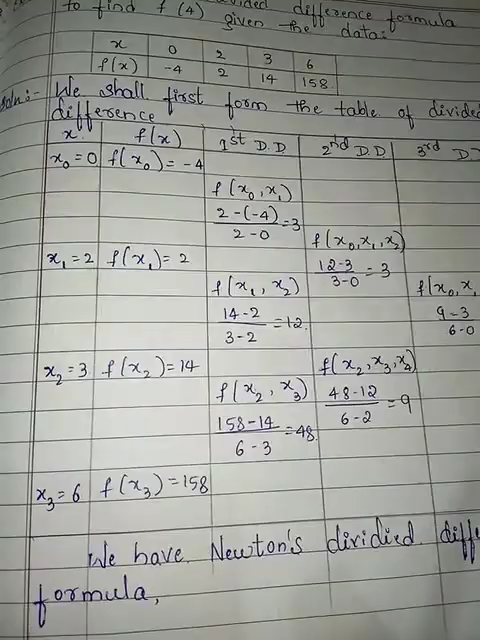 to find f(4) given the data:
difference formula
x 0 2 3 6
f(x) -4 2 14 158
soln:- We shall first form the table of divided
difference
x f(x) 1st D.D 2nd D.D 3rd D.D
x₀=0 f(x₀)=-4
f(x₀,x₁)
2-(-4)/2-0 =3
f(x₀,x₁,x₂)
12-3/3-0 =3
x₁=2 f(x₁)=2
f(x₁,x₂)
14-2/3-2 =12.
f(x₀,x₁
9-3
6-0
x₂=3 f(x₂)=14
f(x₂,x₃,x₄)
48-12/6-2 =9
f(x₂,x₃)
158-14/6-3 =48
x₃=6 f(x₃)=158
We have Newton's dividied diffe
formula,